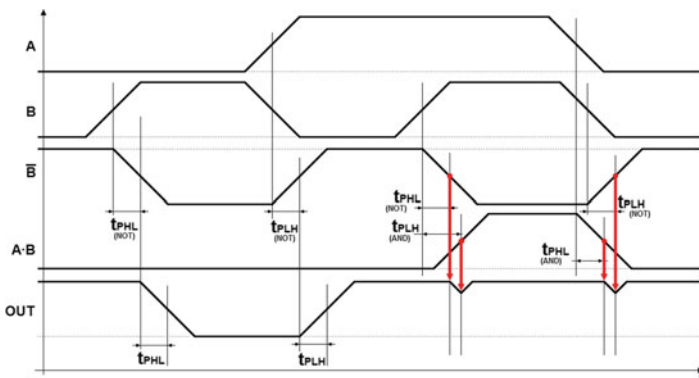 A
B
B̅
tPHL
(NOT)
tPLH
(NOT)
tPHL
(NOT)
tPLH
(AND)
tPLH
(NOT)
tPHL
(AND)
A·B
OUT
tPHL
tPLH